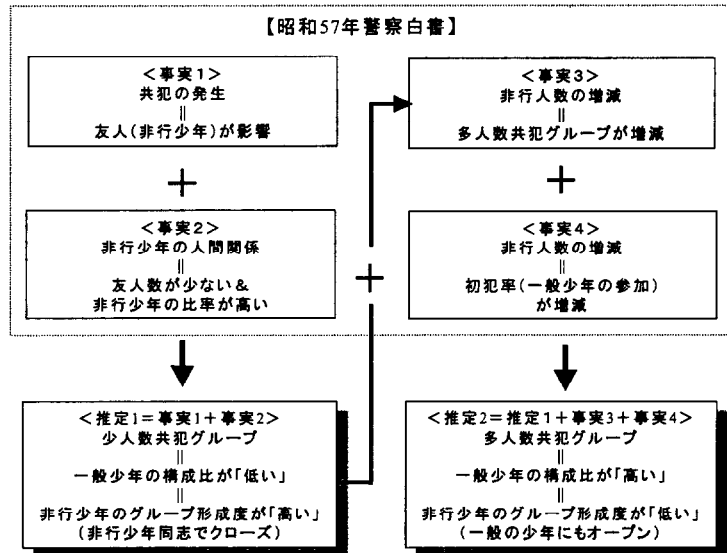 【昭和57年警察白書】
＜事実1＞
共犯の発生
||
友人(非行少年)が影響
＋
＜事実2＞
非行少年の人間関係
||
友人数が少ない＆
非行少年の比率が高い
＜事実3＞
非行人数の増減
||
多人数共犯グループが増減
＋
＜事実4＞
非行人数の増減
||
初犯率(一般少年の参加)
が増減
＋
＜推定1＝事実1＋事実2＞
少人数共犯グループ
||
一般少年の構成比が「低い」
||
非行少年のグループ形成度が「高い」
(非行少年同志でクローズ)
＜推定2＝推定1＋事実3＋事実4＞
多人数共犯グループ
||
一般少年の構成比が「高い」
||
非行少年のグループ形成度が「低い」
(一般の少年にもオープン)